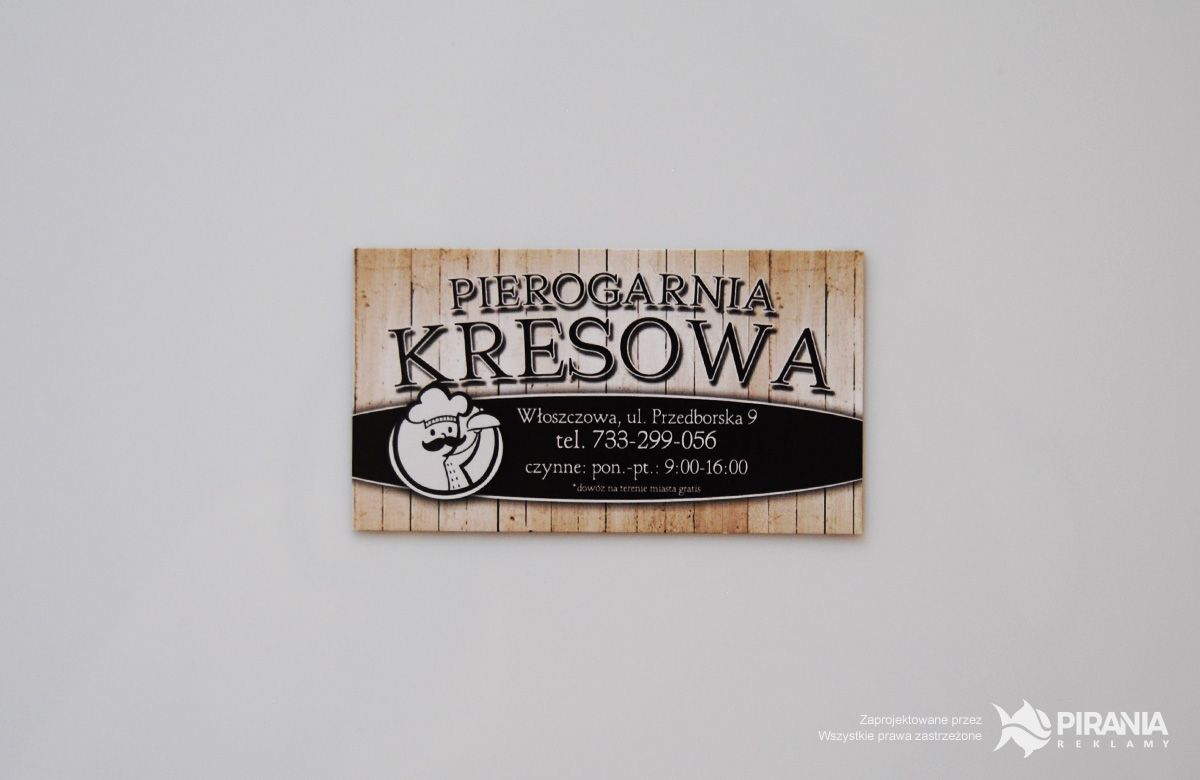 PIEROGARNIA
KRESOWA
Włoszczowa, ul. Przedborska 9
tel. 733-299-056
czynne: pon.-pt.: 9:00-16:00
*dowóz na terenie miasta gratis
Zaprojektowane przez
Wszystkie prawa zastrzeżone
PIRANIA
REKLAMY